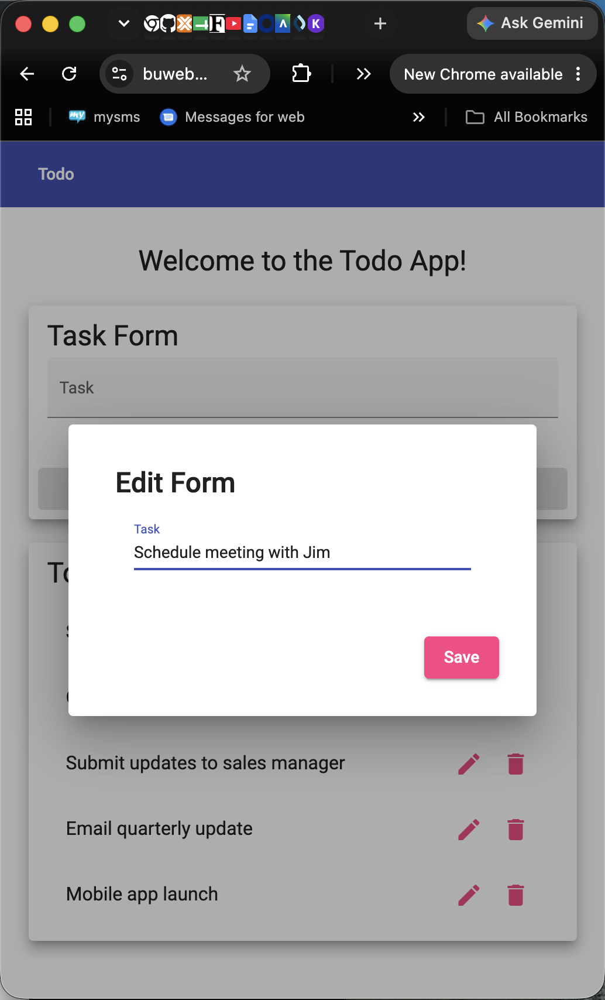 Ask Gemini
buweb...
New Chrome available
mysms
Messages for web
All Bookmarks
Todo
Welcome to the Todo App!
Task Form
Task
Edit Form
Task
Schedule meeting with Jim
Save
Submit updates to sales manager
Email quarterly update
Mobile app launch